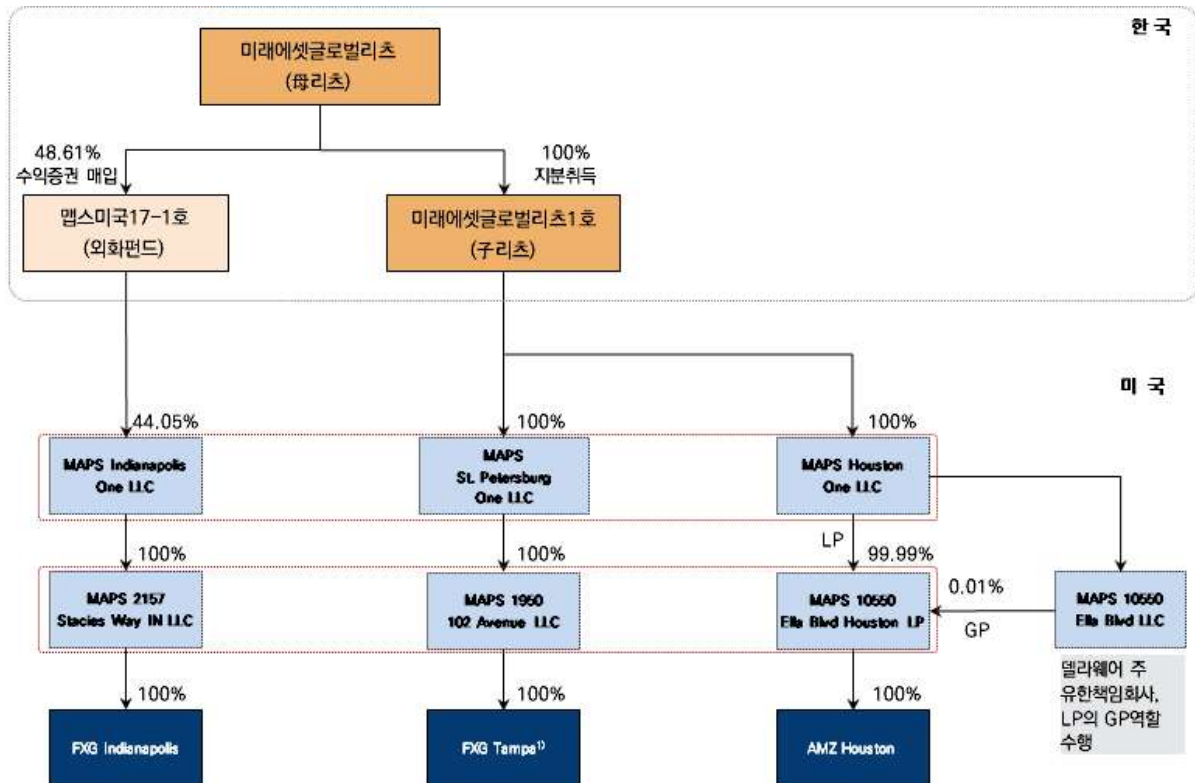 한국
미래에셋글로벌리츠
(母리츠)
48.61%
수익증권 매입
100%
지분취득
맵스미국17-1호
(외화펀드)
미래에셋글로벌리츠1호
(子리츠)
미국
44.05%
100%
100%
MAPS Indianapolis
One LLC
MAPS
St. Petersburg
One LLC
MAPS Houston
One LLC
LP
100%
100%
99.99%
0.01%
GP
MAPS 2157
Stacies Way IN LLC
MAPS 1950
102 Avenue LLC
MAPS 10550
Ella Blvd Houston LP
MAPS 10550
Ella Blvd LLC
델라웨어 주
유한책임회사,
LP의 GP역할
수행
100%
100%
100%
FXG Indianapolis
FXG Tampa¹⁾
AMZ Houston